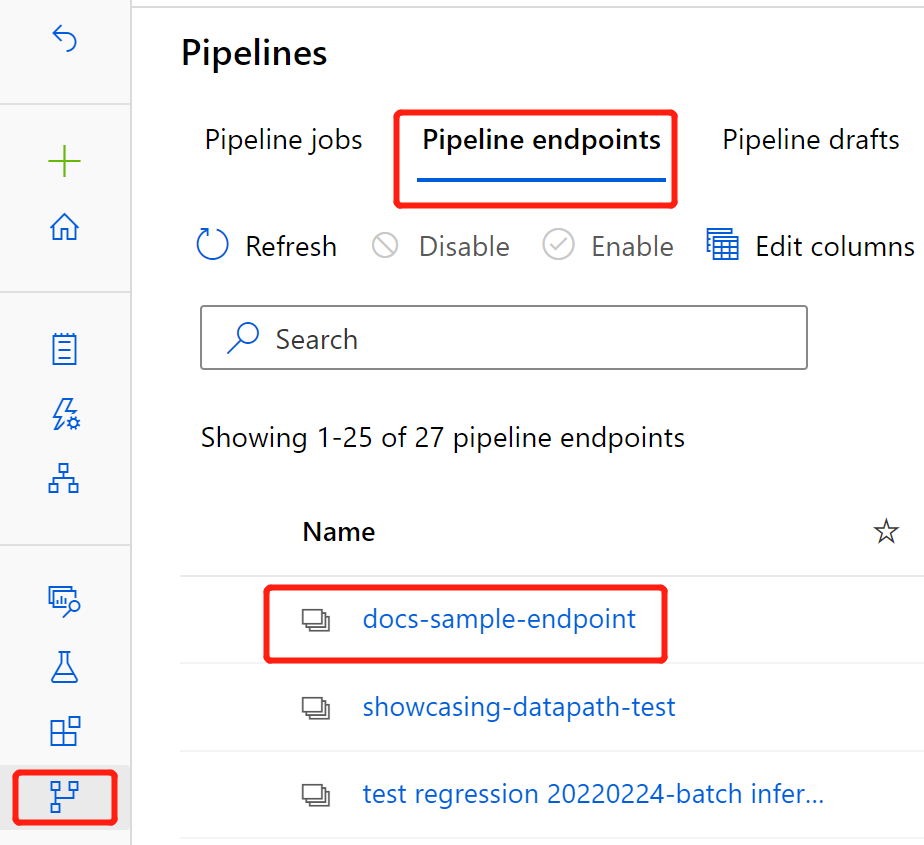 Pipelines
Pipeline jobs Pipeline endpoints Pipeline drafts
Refresh Disable Enable Edit columns
Search
Showing 1-25 of 27 pipeline endpoints
Name
docs-sample-endpoint
showcasing-datapath-test
test regression 20220224-batch infer...